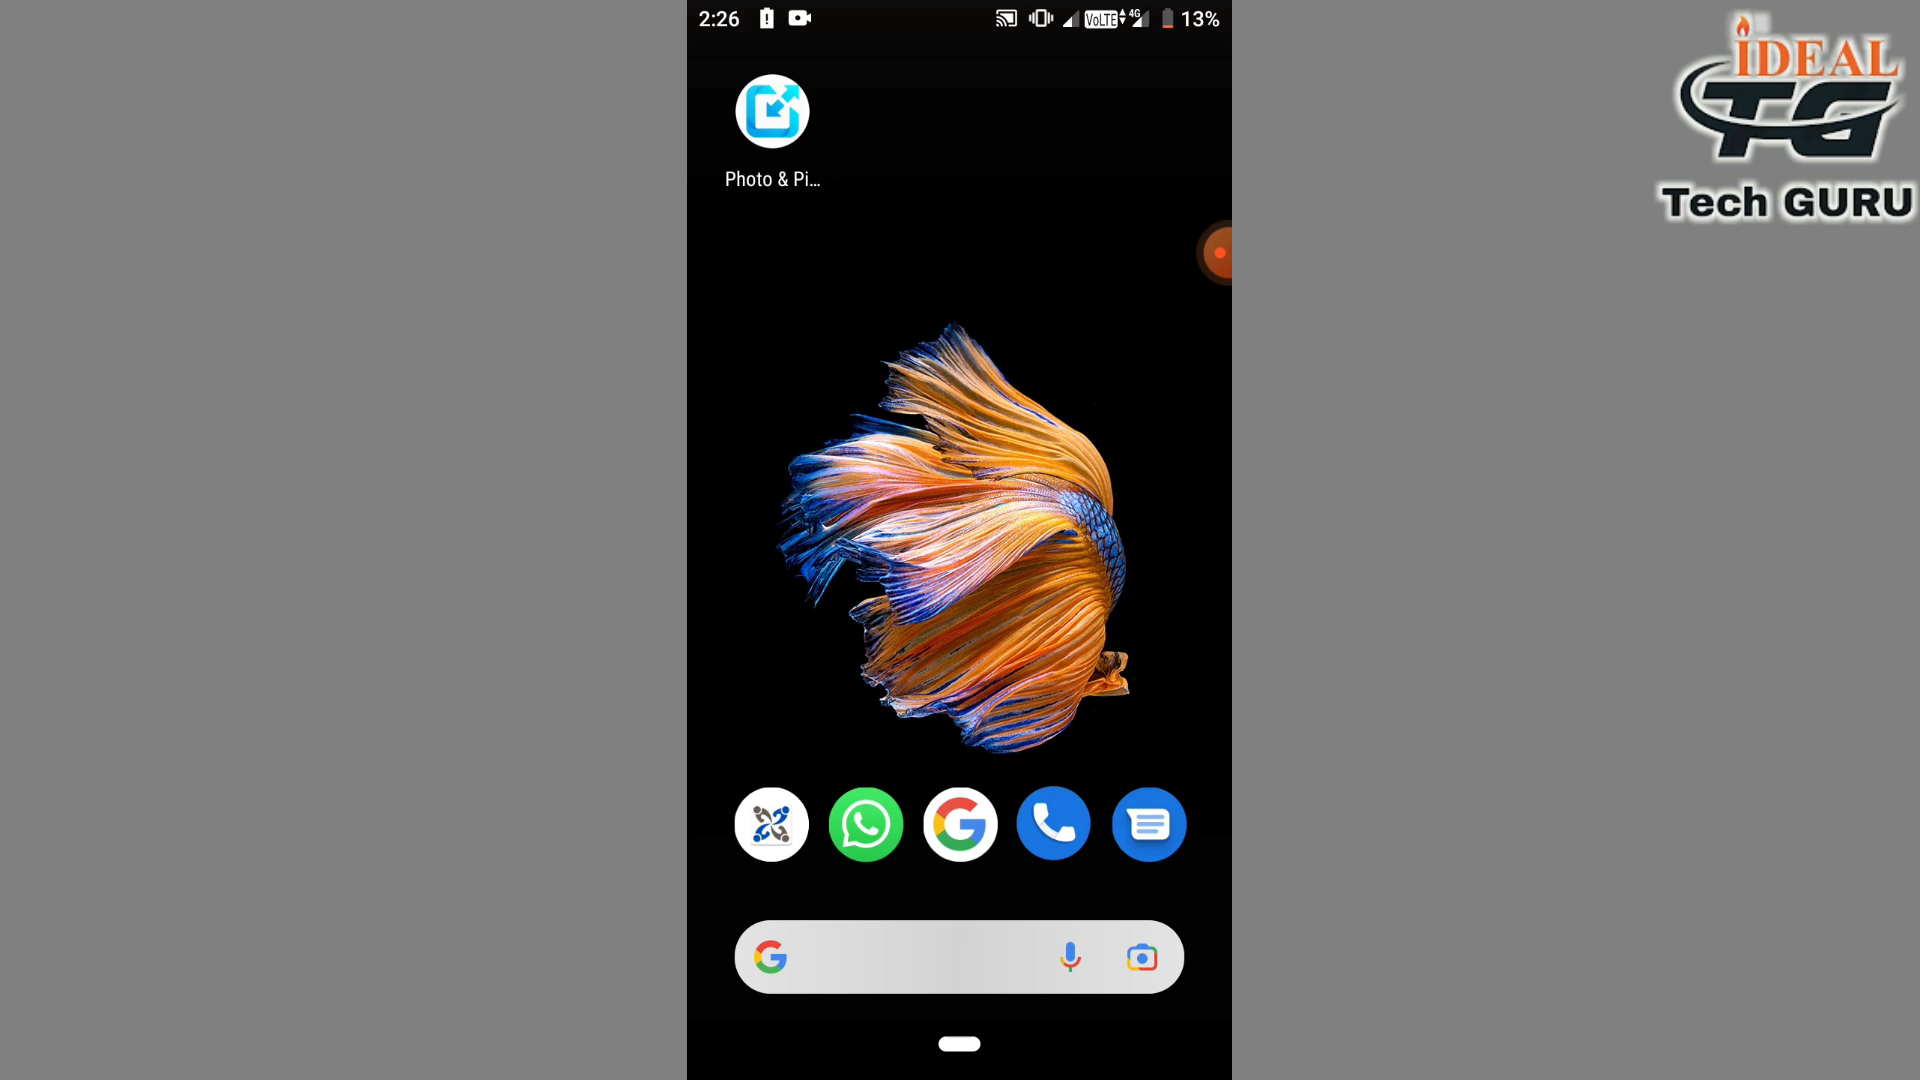 2:26
VoLTE 4G 13%
IDEAL
TG
Tech GURU
Photo & Pi...